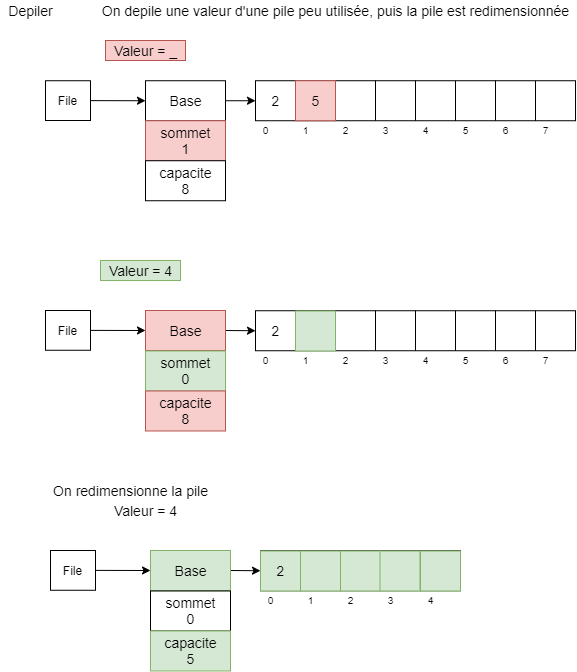 Depiler On depile une valeur d'une pile peu utilisée, puis la pile est redimensionnée
Valeur = _
File Base 2 5
0 1 2 3 4 5 6 7
sommet
1
capacite
8
Valeur = 4
File Base 2
0 1 2 3 4 5 6 7
sommet
0
capacite
8
On redimensionne la pile
Valeur = 4
File Base 2
0 1 2 3 4
sommet
0
capacite
5